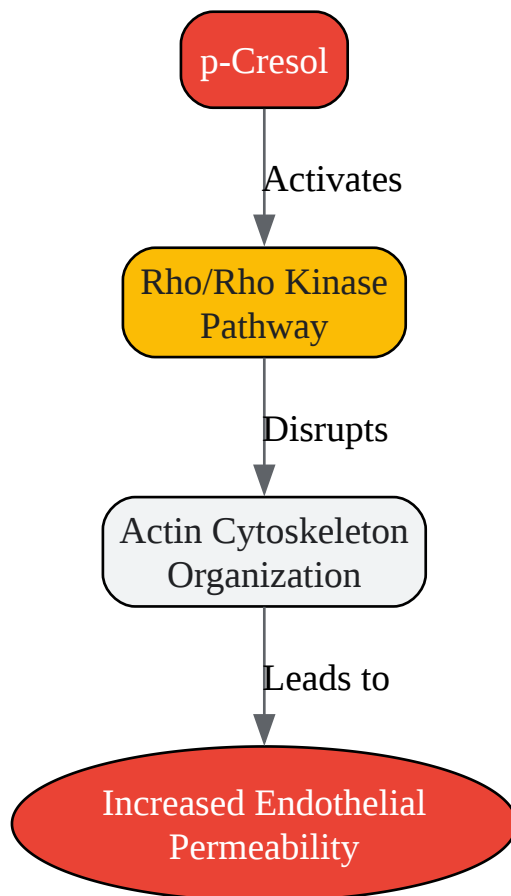 p-Cresol
Activates
Rho/Rho Kinase
Pathway
Disrupts
Actin Cytoskeleton
Organization
Leads to
Increased Endothelial
Permeability